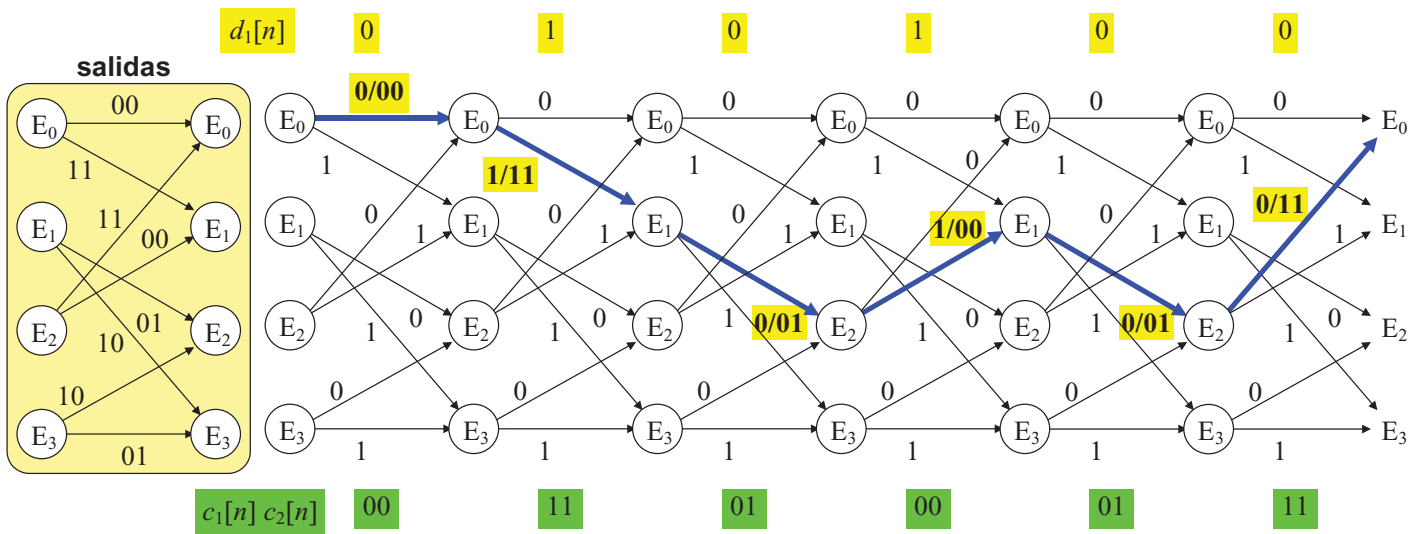 d₁[n] 0 1 0 1 0 0
salidas
0/00 0 0 0 0 0
00
E₀ E₀ E₀ E₀ E₀ E₀ E₀ E₀ E₀
11 1 1/11 1 1 0 1 1
11 0 0 0 1/00 0 0/11
00 1 1 1 1 1
E₁ E₁ E₁ E₁ E₁ E₁ E₁ E₁ E₁
01 0 0 0/01 0 0/01 0
10 1 1 1 1 1 1
E₂ E₂ E₂ E₂ E₂ E₂ E₂ E₂ E₂
10 0 0 0 0 0 0
E₃ E₃ E₃ E₃ E₃ E₃ E₃ E₃ E₃
01 1 1 1 1 1 1
c₁[n] c₂[n] 00 11 01 00 01 11